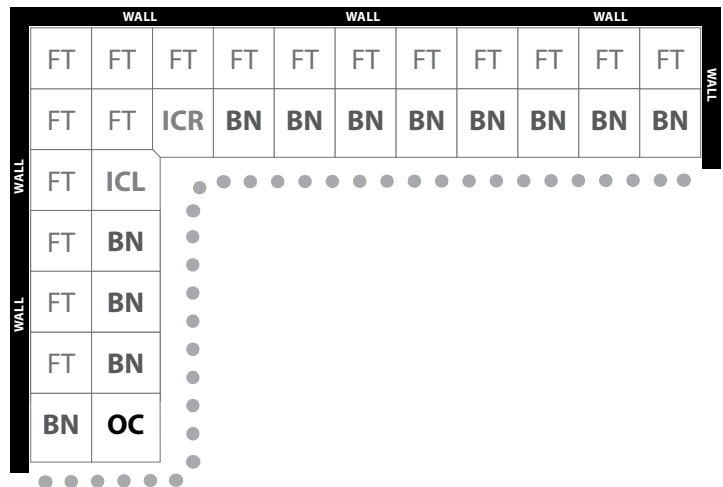 WALL WALL WALL
FT FT FT FT FT FT FT FT FT FT FT
WALL
FT FT ICR BN BN BN BN BN BN BN BN
WALL
FT ICL
FT BN
WALL
FT BN
FT BN
BN OC